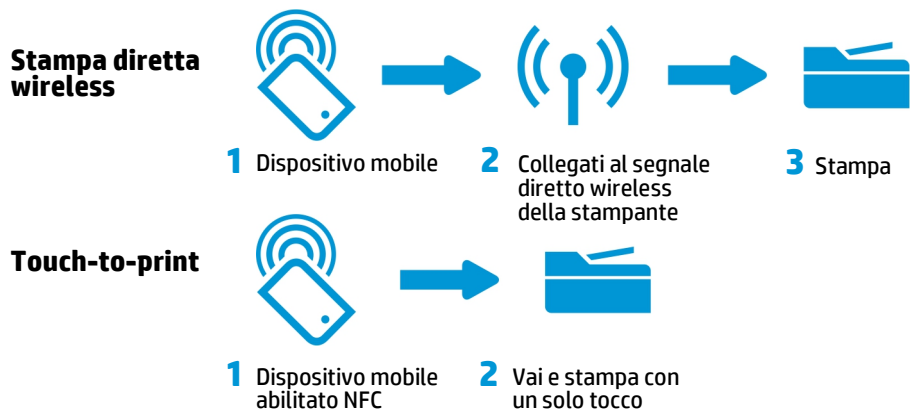 Stampa diretta
wireless
1 Dispositivo mobile
2 Collegati al segnale
diretto wireless
della stampante
3 Stampa
Touch-to-print
1 Dispositivo mobile
abilitato NFC
2 Vai e stampa con
un solo tocco